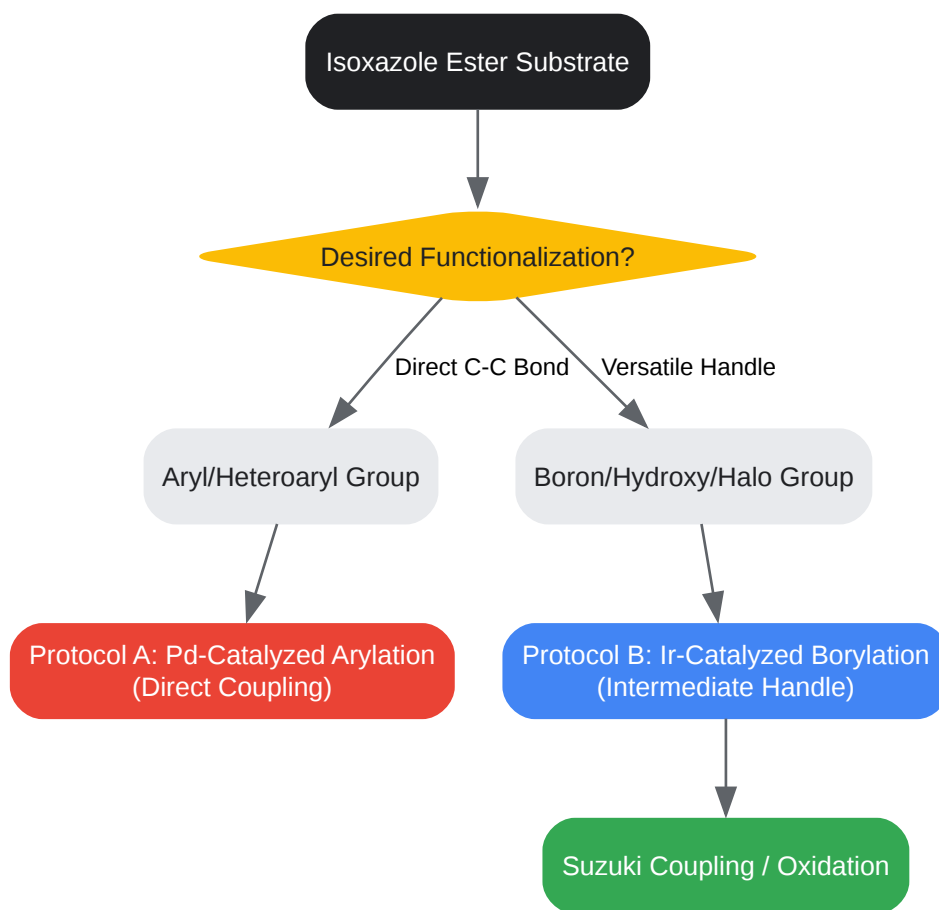 Isoxazole Ester Substrate
Desired Functionalization?
Direct C-C Bond
Versatile Handle
Aryl/Heteroaryl Group
Boron/Hydroxy/Halo Group
Protocol A: Pd-Catalyzed Arylation
(Direct Coupling)
Protocol B: Ir-Catalyzed Borylation
(Intermediate Handle)
Suzuki Coupling / Oxidation